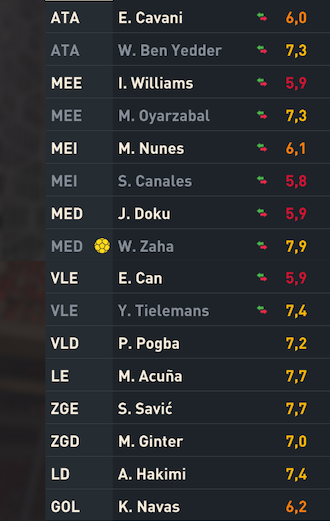 ATA E. Cavani 6,0
ATA W. Ben Yedder 7,3
MEE I. Williams 5,9
MEE M. Oyarzabal 7,3
MEI M. Nunes 6,1
MEI S. Canales 5,8
MED J. Doku 5,9
MED W. Zaha 7,9
VLE E. Can 5,9
VLE Y. Tielemans 7,4
VLD P. Pogba 7,2
LE M. Acuña 7,7
ZGE S. Savić 7,7
ZGD M. Ginter 7,0
LD A. Hakimi 7,4
GOL K. Navas 6,2